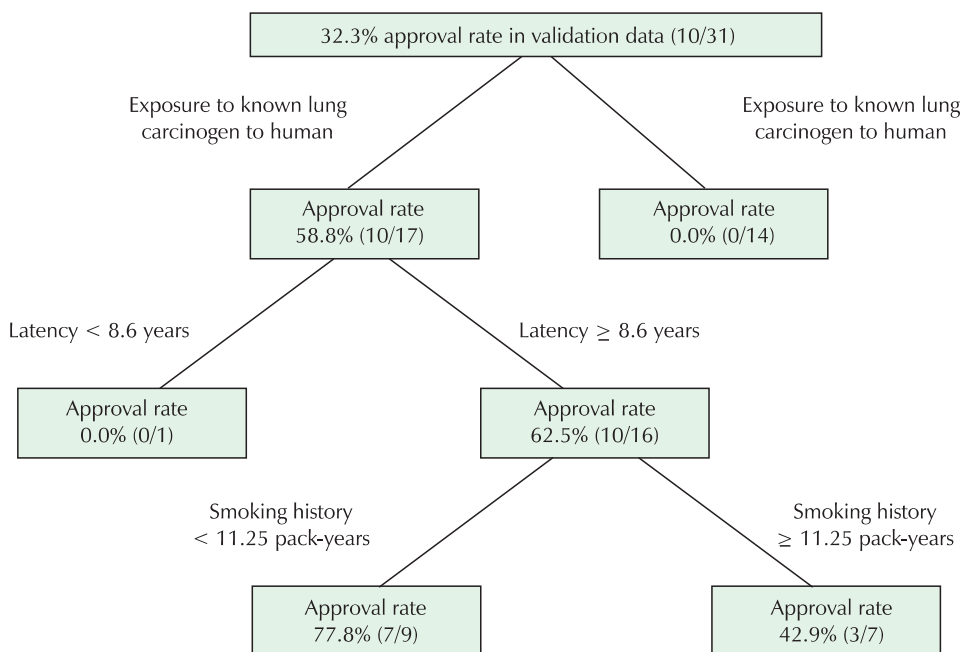 32.3% approval rate in validation data (10/31)
Exposure to known lung
carcinogen to human
Exposure to known lung
carcinogen to human
Approval rate
58.8% (10/17)
Approval rate
0.0% (0/14)
Latency < 8.6 years
Latency ≥ 8.6 years
Approval rate
0.0% (0/1)
Approval rate
62.5% (10/16)
Smoking history
< 11.25 pack-years
Smoking history
≥ 11.25 pack-years
Approval rate
77.8% (7/9)
Approval rate
42.9% (3/7)